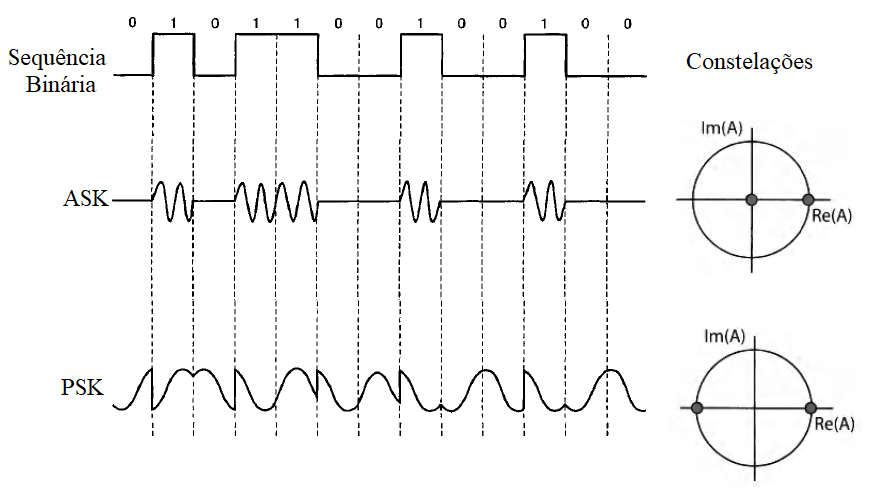 0 1 0 1 1 0 0 1 0 0 1 0 0
Sequência
Binária
Constelações
Im(A)
ASK
Re(A)
Im(A)
PSK
Re(A)